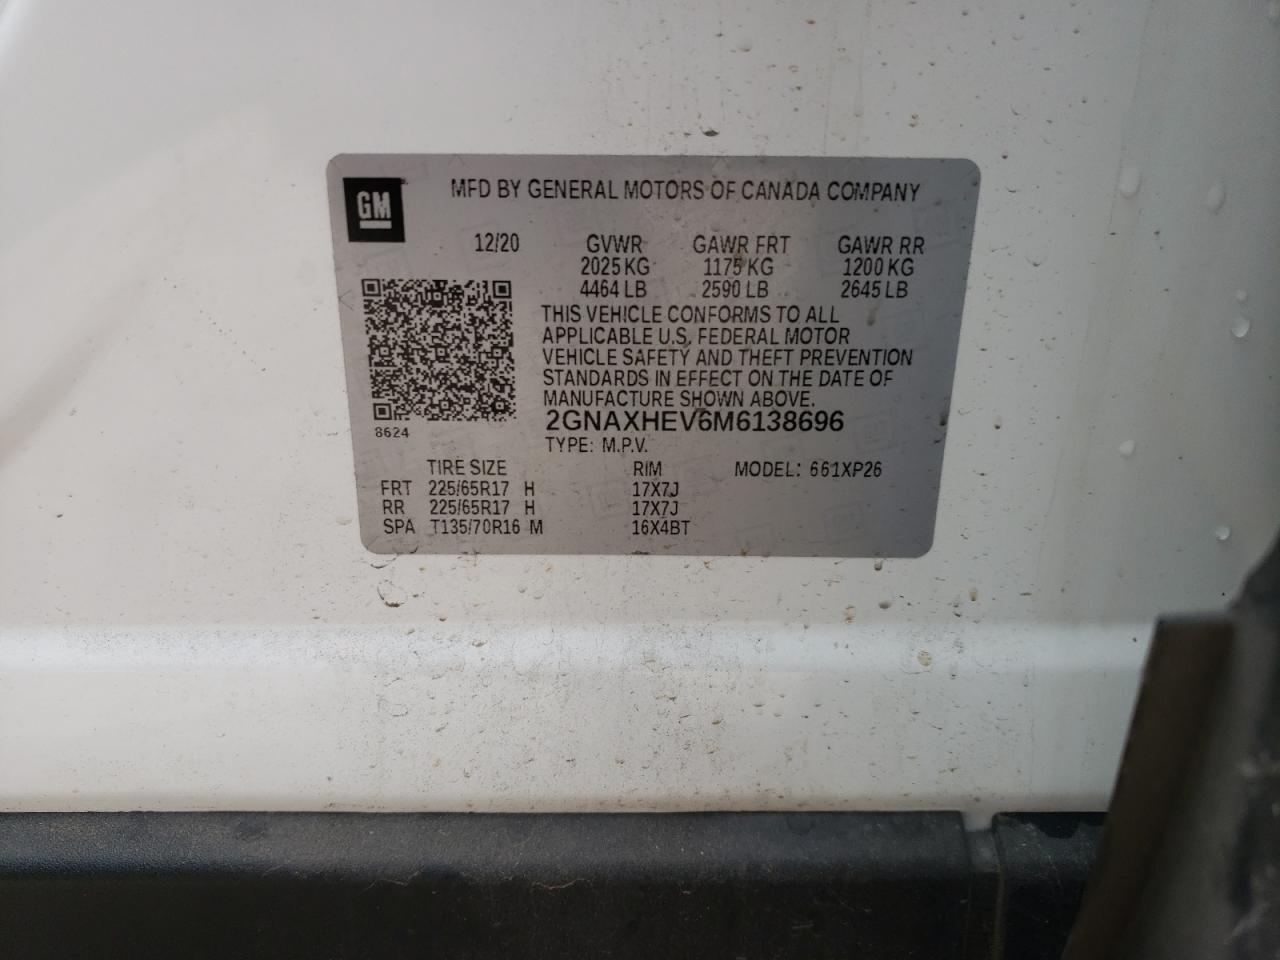 GM
MFD BY GENERAL MOTORS OF CANADA COMPANY
12/20 GVWR GAWR FRT GAWR RR
2025 KG 1175 KG 1200 KG
4464 LB 2590 LB 2645 LB
THIS VEHICLE CONFORMS TO ALL
APPLICABLE U.S. FEDERAL MOTOR
VEHICLE SAFETY AND THEFT PREVENTION
STANDARDS IN EFFECT ON THE DATE OF
MANUFACTURE SHOWN ABOVE.
2GNAXHEV6M6138696
8624
TYPE: M.P.V.
TIRE SIZE RIM MODEL: 661XP26
FRT 225/65R17 H 17X7J
RR 225/65R17 H 17X7J
SPA T135/70R16 M 16X4BT